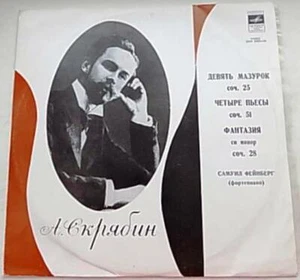 ДЕВЯТЬ МАЗУРОК
соч. 25
ЧЕТЫРЕ ПЬЕСЫ
соч. 51
ФАНТАЗИЯ
си минор
соч. 28
САМУИЛ ФЕЙНБЕРГ
(фортепиано)
А. Скрябин